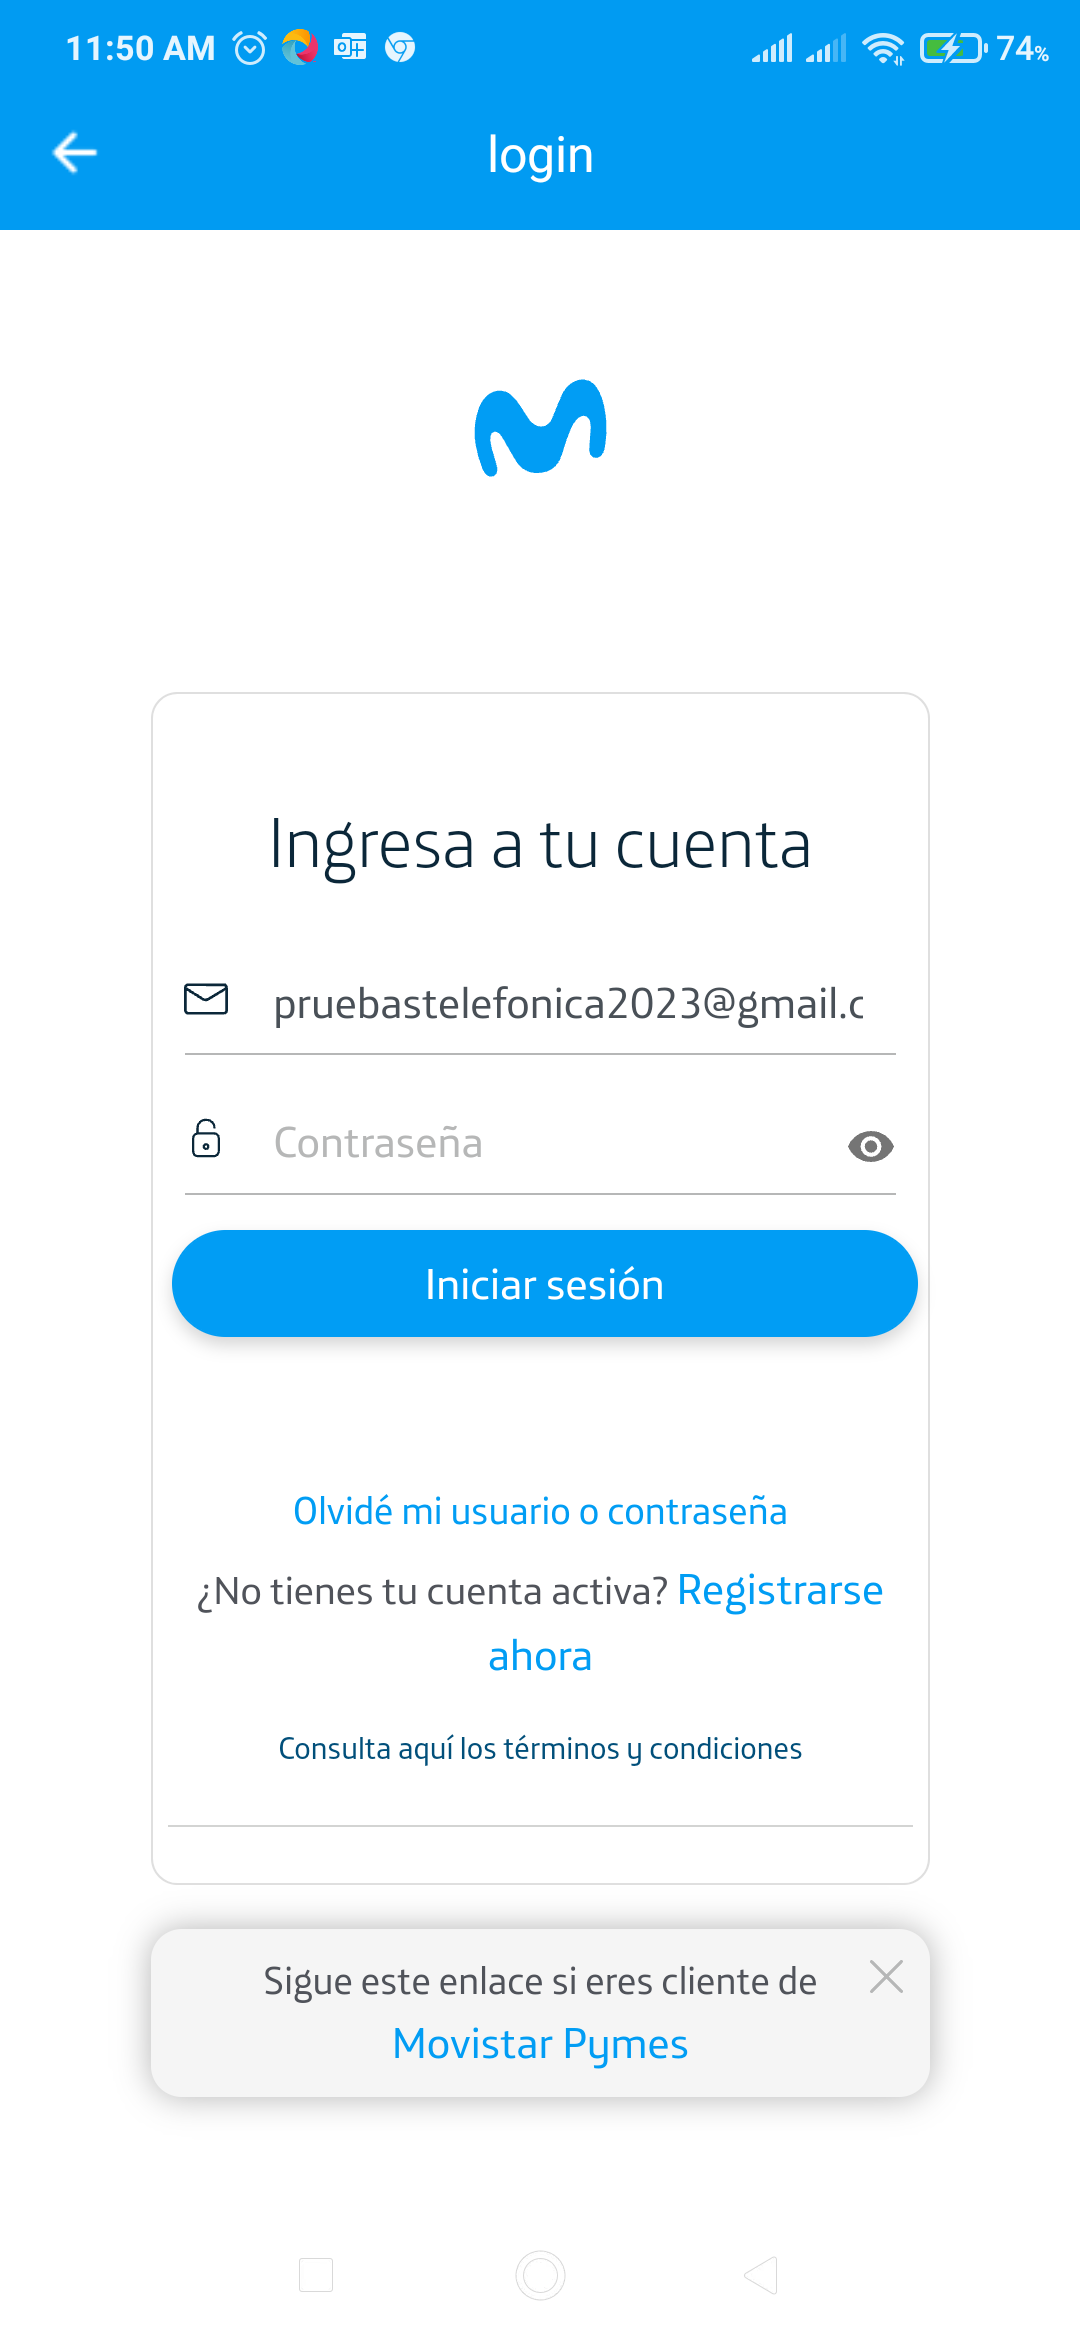 11:50 AM
74%
login
Ingresa a tu cuenta
pruebastelefonica2023@gmail.c
Contraseña
Iniciar sesión
Olvidé mi usuario o contraseña
¿No tienes tu cuenta activa? Registrarse
ahora
Consulta aquí los términos y condiciones
Sigue este enlace si eres cliente de
Movistar Pymes